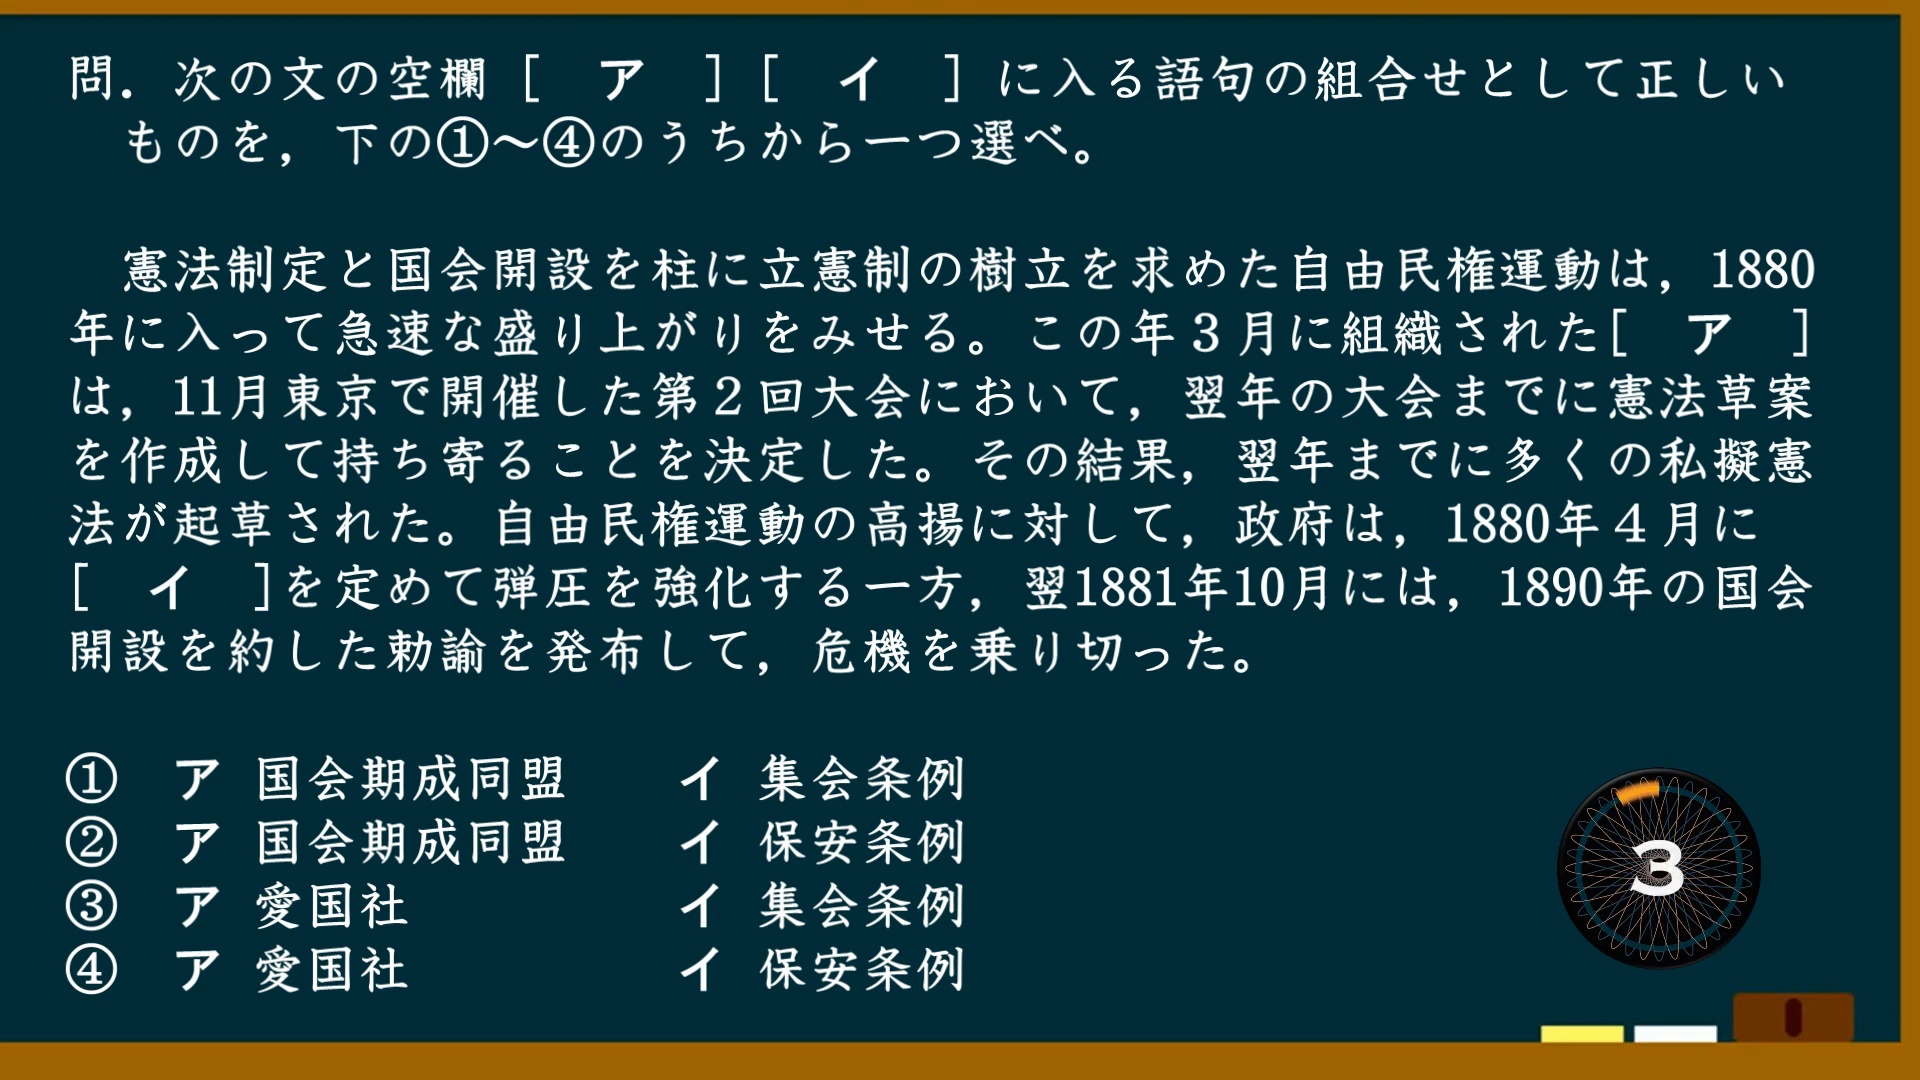 問．次の文の空欄［　ア　］［　イ　］に入る語句の組合せとして正しい
ものを，下の①～④のうちから一つ選べ。
憲法制定と国会開設を柱に立憲制の樹立を求めた自由民権運動は，1880
年に入って急速な盛り上がりをみせる。この年３月に組織された［　ア　］
は，11月東京で開催した第２回大会において，翌年の大会までに憲法草案
を作成して持ち寄ることを決定した。その結果，翌年までに多くの私擬憲
法が起草された。自由民権運動の高揚に対して，政府は，1880年４月に
［　イ　］を定めて弾圧を強化する一方，翌1881年10月には，1890年の国会
開設を約した勅諭を発布して，危機を乗り切った。
①　ア　国会期成同盟　　イ　集会条例
②　ア　国会期成同盟　　イ　保安条例
③　ア　愛国社　　イ　集会条例
④　ア　愛国社　　イ　保安条例
3